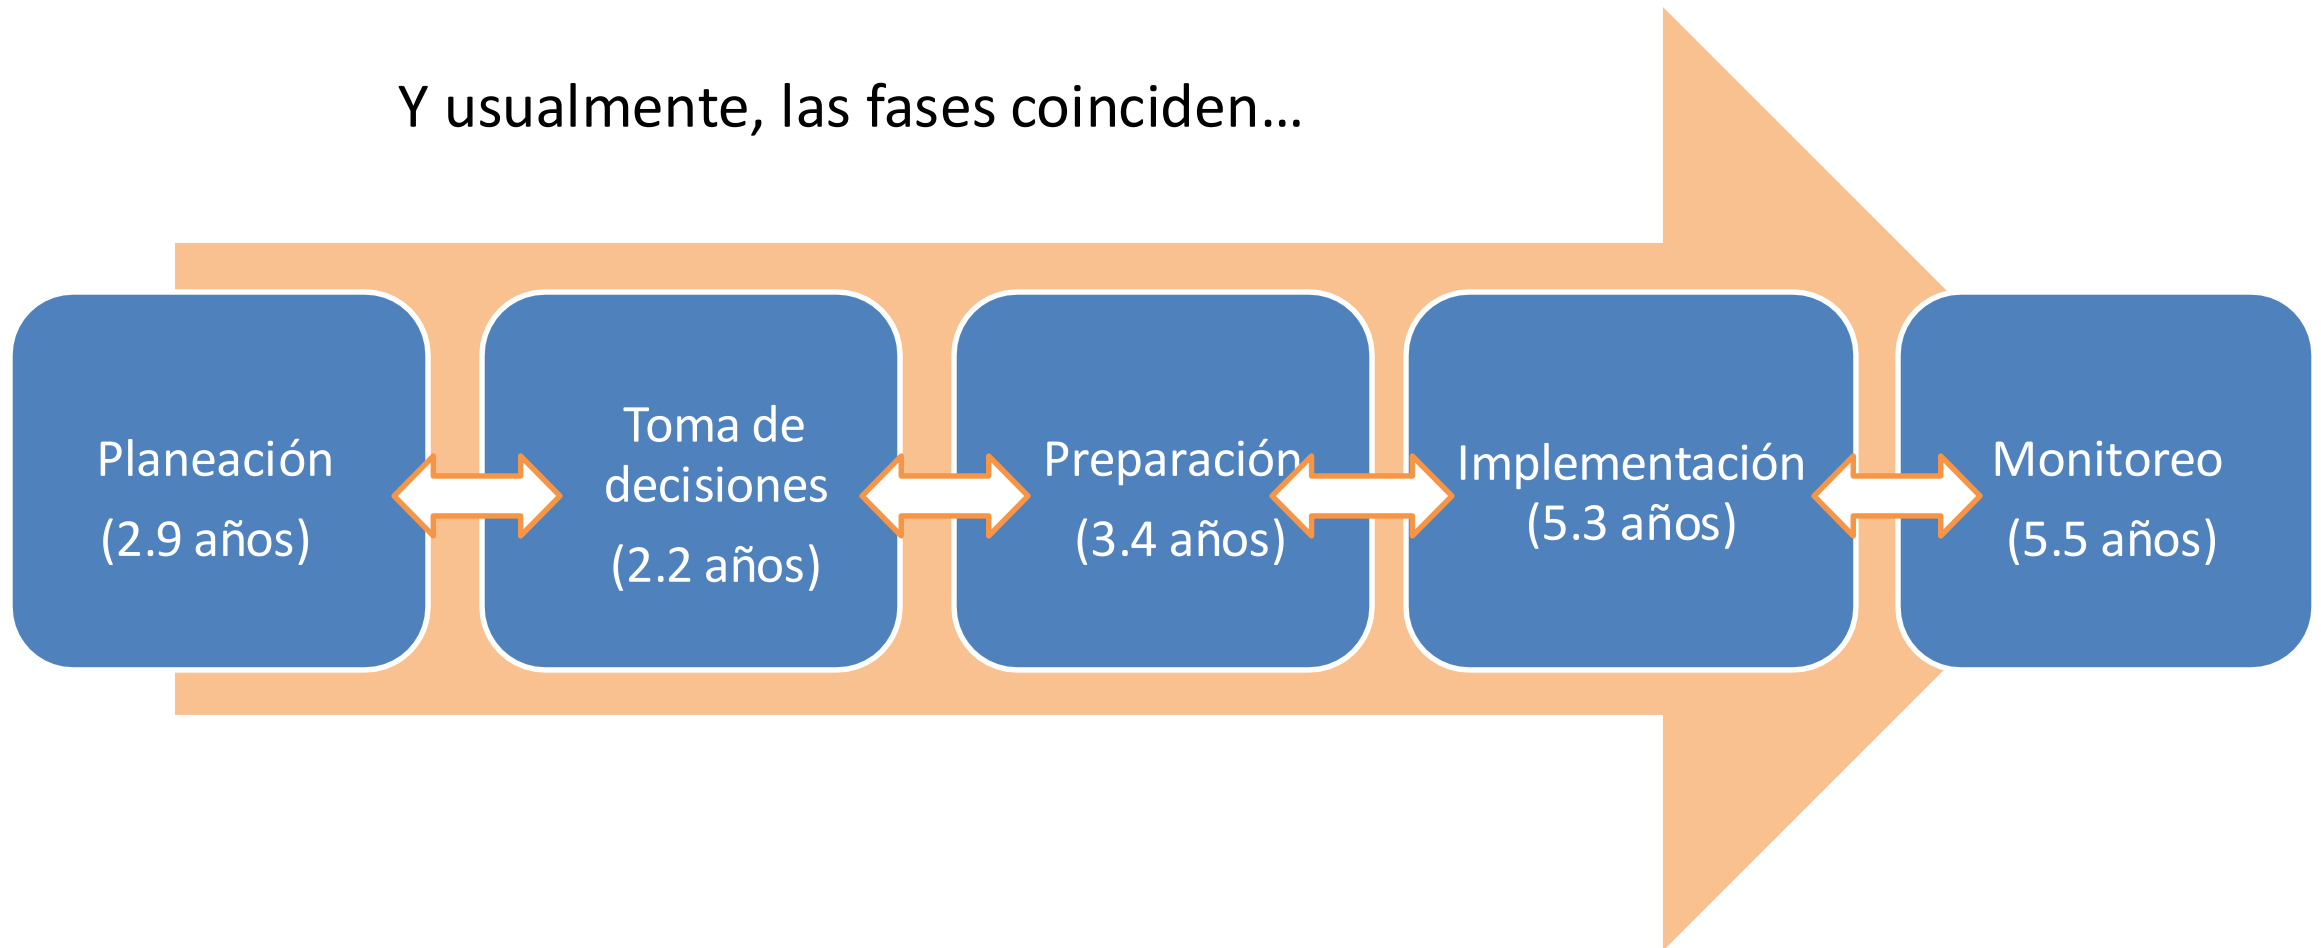 Y usualmente, las fases coinciden...
Planeación
(2.9 años)
Toma de
decisiones
(2.2 años)
Preparación
(3.4 años)
Implementación
(5.3 años)
Monitoreo
(5.5 años)